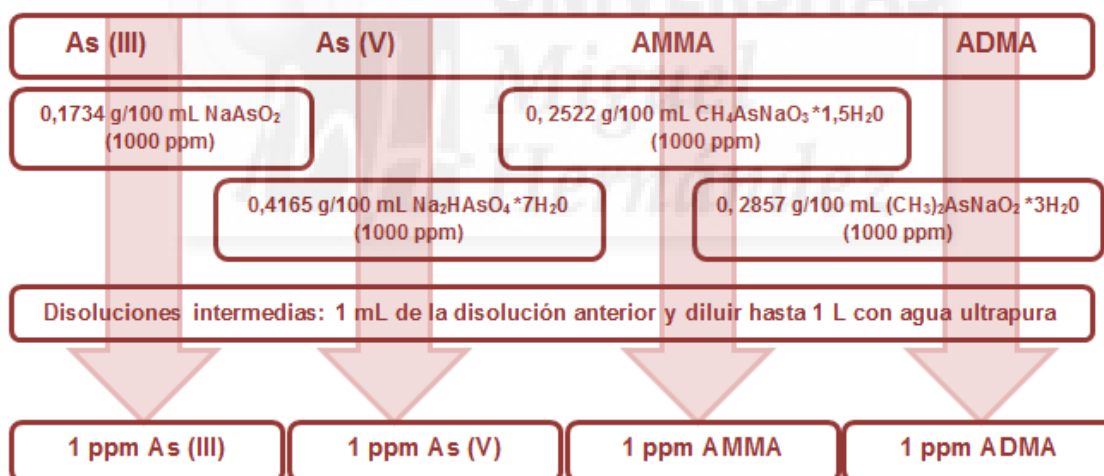 UNIVERSITAS
Miguel
Hernández
As (III) As (V) AMMA ADMA
0,1734 g/100 mL NaAsO₂
(1000 ppm)
0, 2522 g/100 mL CH₄AsNaO₃*1,5H₂0
(1000 ppm)
0,4165 g/100 mL Na₂HAsO₄*7H₂0
(1000 ppm)
0, 2857 g/100 mL (CH₃)₂AsNaO₂*3H₂0
(1000 ppm)
Disoluciones intermedias: 1 mL de la disolución anterior y diluir hasta 1 L con agua ultrapura
1 ppm As (III) 1 ppm As (V) 1 ppm AMMA 1 ppm ADMA